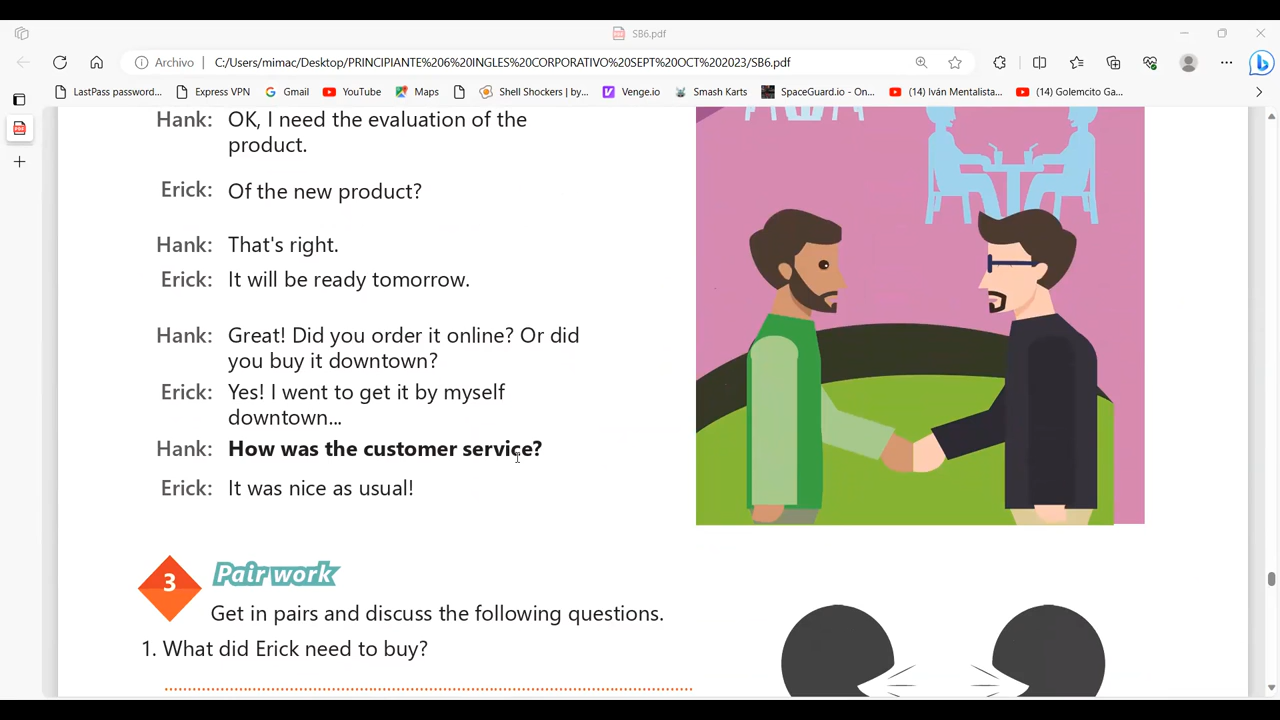 SB6.pdf
Archivo C:/Users/mimac/Desktop/PRINCIPIANTE%206%20INGLES%20CORPORATIVO%20SEPT%20OCT%202023/SB6.pdf
LastPass password... Express VPN Gmail YouTube Maps Shell Shockers | by... Venge.io Smash Karts SpaceGuard.io - On... (14) Iván Mentalista... (14) Golemcito Ga...
Hank: OK, I need the evaluation of the
product.
Erick: Of the new product?
Hank: That's right.
Erick: It will be ready tomorrow.
Hank: Great! Did you order it online? Or did
you buy it downtown?
Erick: Yes! I went to get it by myself
downtown...
Hank: How was the customer service?
Erick: It was nice as usual!
3 Pair work
Get in pairs and discuss the following questions.
1. What did Erick need to buy?